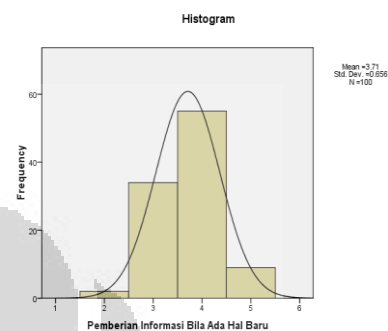 Histogram
Mean =3.71
Std. Dev. =0.656
N =100
60
40
20
0
Frequency
1 2 3 4 5 6
Pemberian Informasi Bila Ada Hal Baru